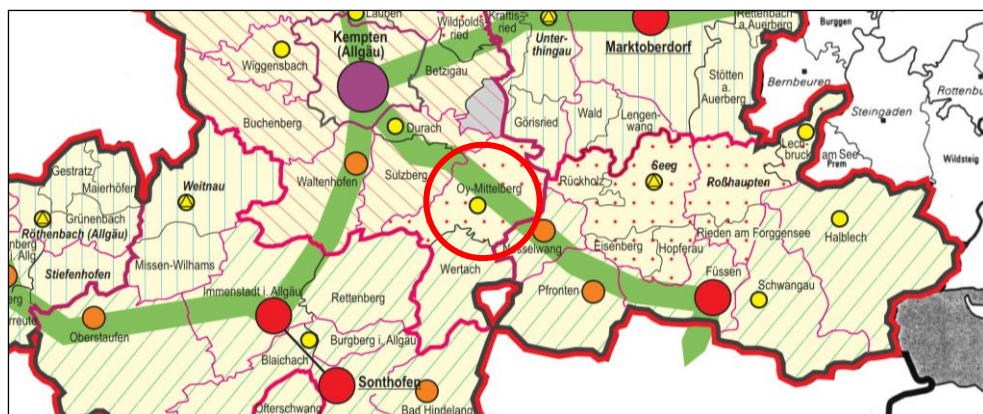 Lauben
Wildpolds-
ried
Kraftis-
ried
Rettenbach
a.Auerberg
Burggen
Kempten
(Allgäu)
Unter-
thingau
Marktoberdorf
Wiggensbach
Betzigau
Stötten
a.
Auerberg
Bernbeuren
Rottenbu
Steingaden
Buchenberg
Durach
Görisried
Wald
Lengen-
wang
Lech-
bruck
am See
Prem
Wildsteig
Gestratz
Maierhöfen
Weitnau
Waltenhofen
Sulzberg
Oy-Mittelberg
Rückholz
Seeg
Roßhaupten
Grünenbach
Röthenbach (Allgäu)
Stiefenhofen
Missen-Wilhams
Wertach
Nesselwang
Eisenberg
Hopferau
Rieden am Forggensee
Halblech
Immenstadt i. Allgäu
Rettenberg
Pfronten
Füssen
Schwangau
Oberstaufen
Blaichach
Burgberg i. Allgäu
Sonthofen
Ofterschwang
Bad Hindelang